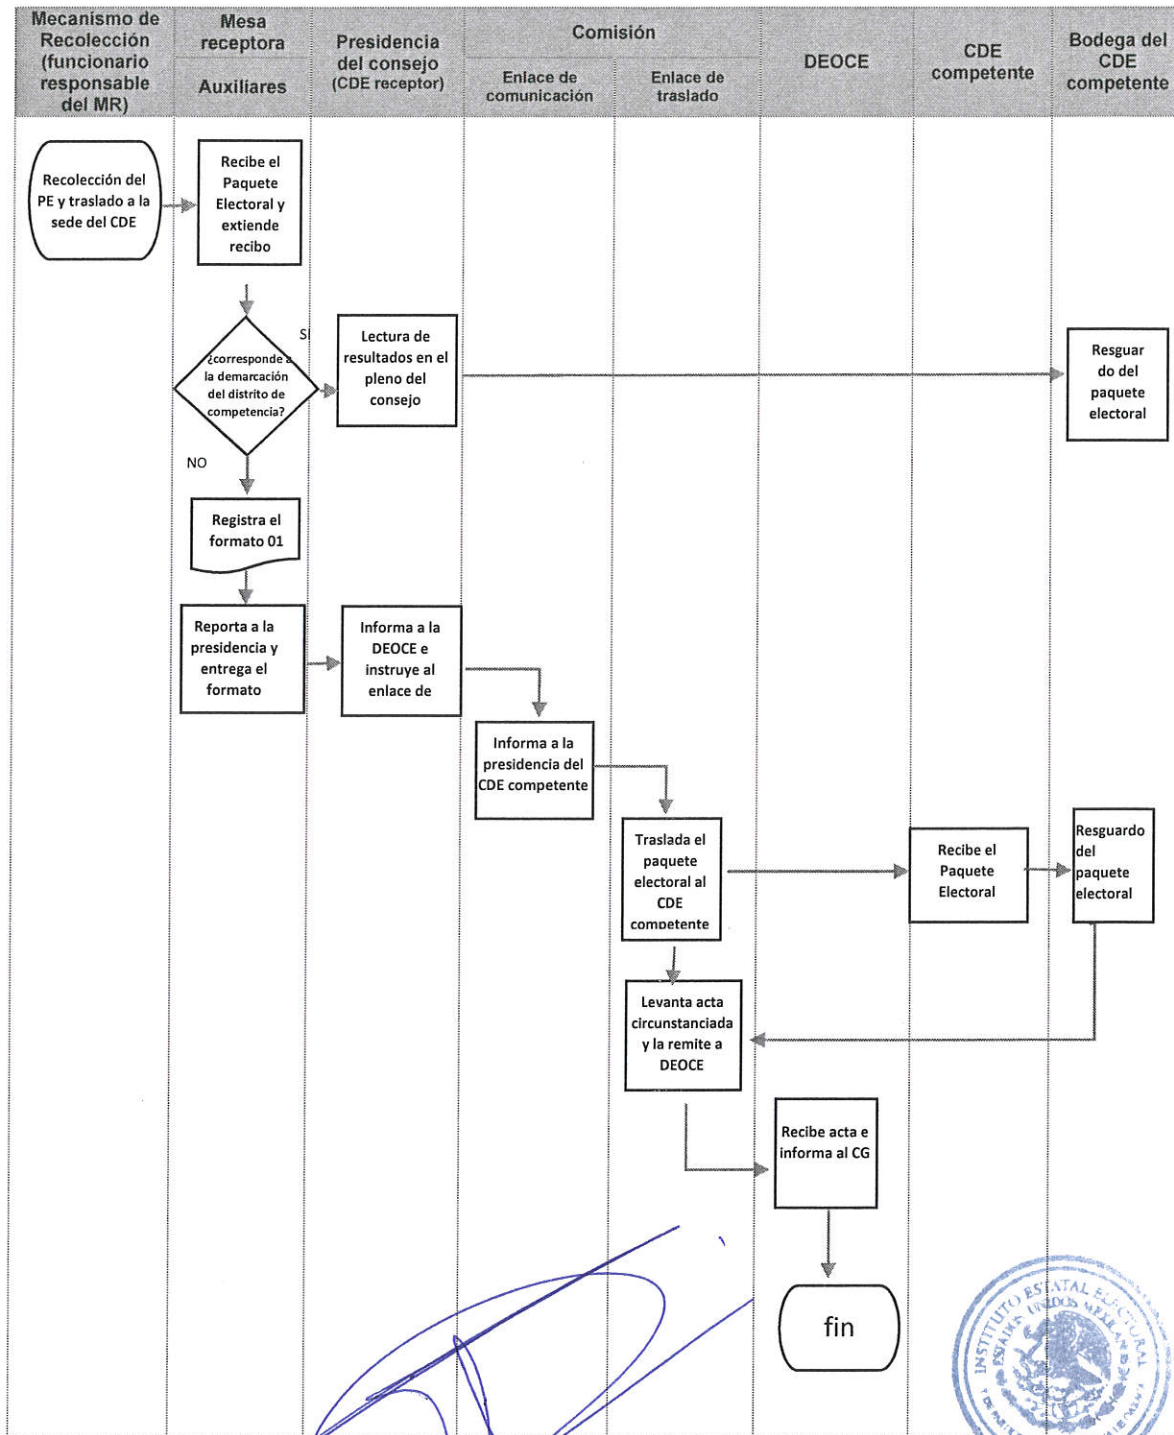 Mecanismo de
Recolección
(funcionario
responsable
del MR)
Mesa
receptora
Auxiliares
Presidencia
del consejo
(CDE receptor)
Comisión
Enlace de
comunicación
Enlace de
traslado
DEOCE
CDE
competente
Bodega del
CDE
competente
Recolección del
PE y traslado a la
sede del CDE
Recibe el
Paquete
Electoral y
extiende
recibo
¿corresponde a
la demarcación
del distrito de
competencia?
SI
Lectura de
resultados en el
pleno del
consejo
Resguar
do del
paquete
electoral
NO
Registra el
formato 01
Reporta a la
presidencia y
entrega el
formato
Informa a la
DEOCE e
instruye al
enlace de
Informa a la
presidencia del
CDE competente
Traslada el
paquete
electoral al
CDE
competente
Recibe el
Paquete
Electoral
Resguardo
del
paquete
electoral
Levanta acta
circunstanciada
y la remite a
DEOCE
Recibe acta e
informa al CG
fin
INSTITUTO ESTATAL ELECTORAL
ESTADOS UNIDOS MEXICANOS